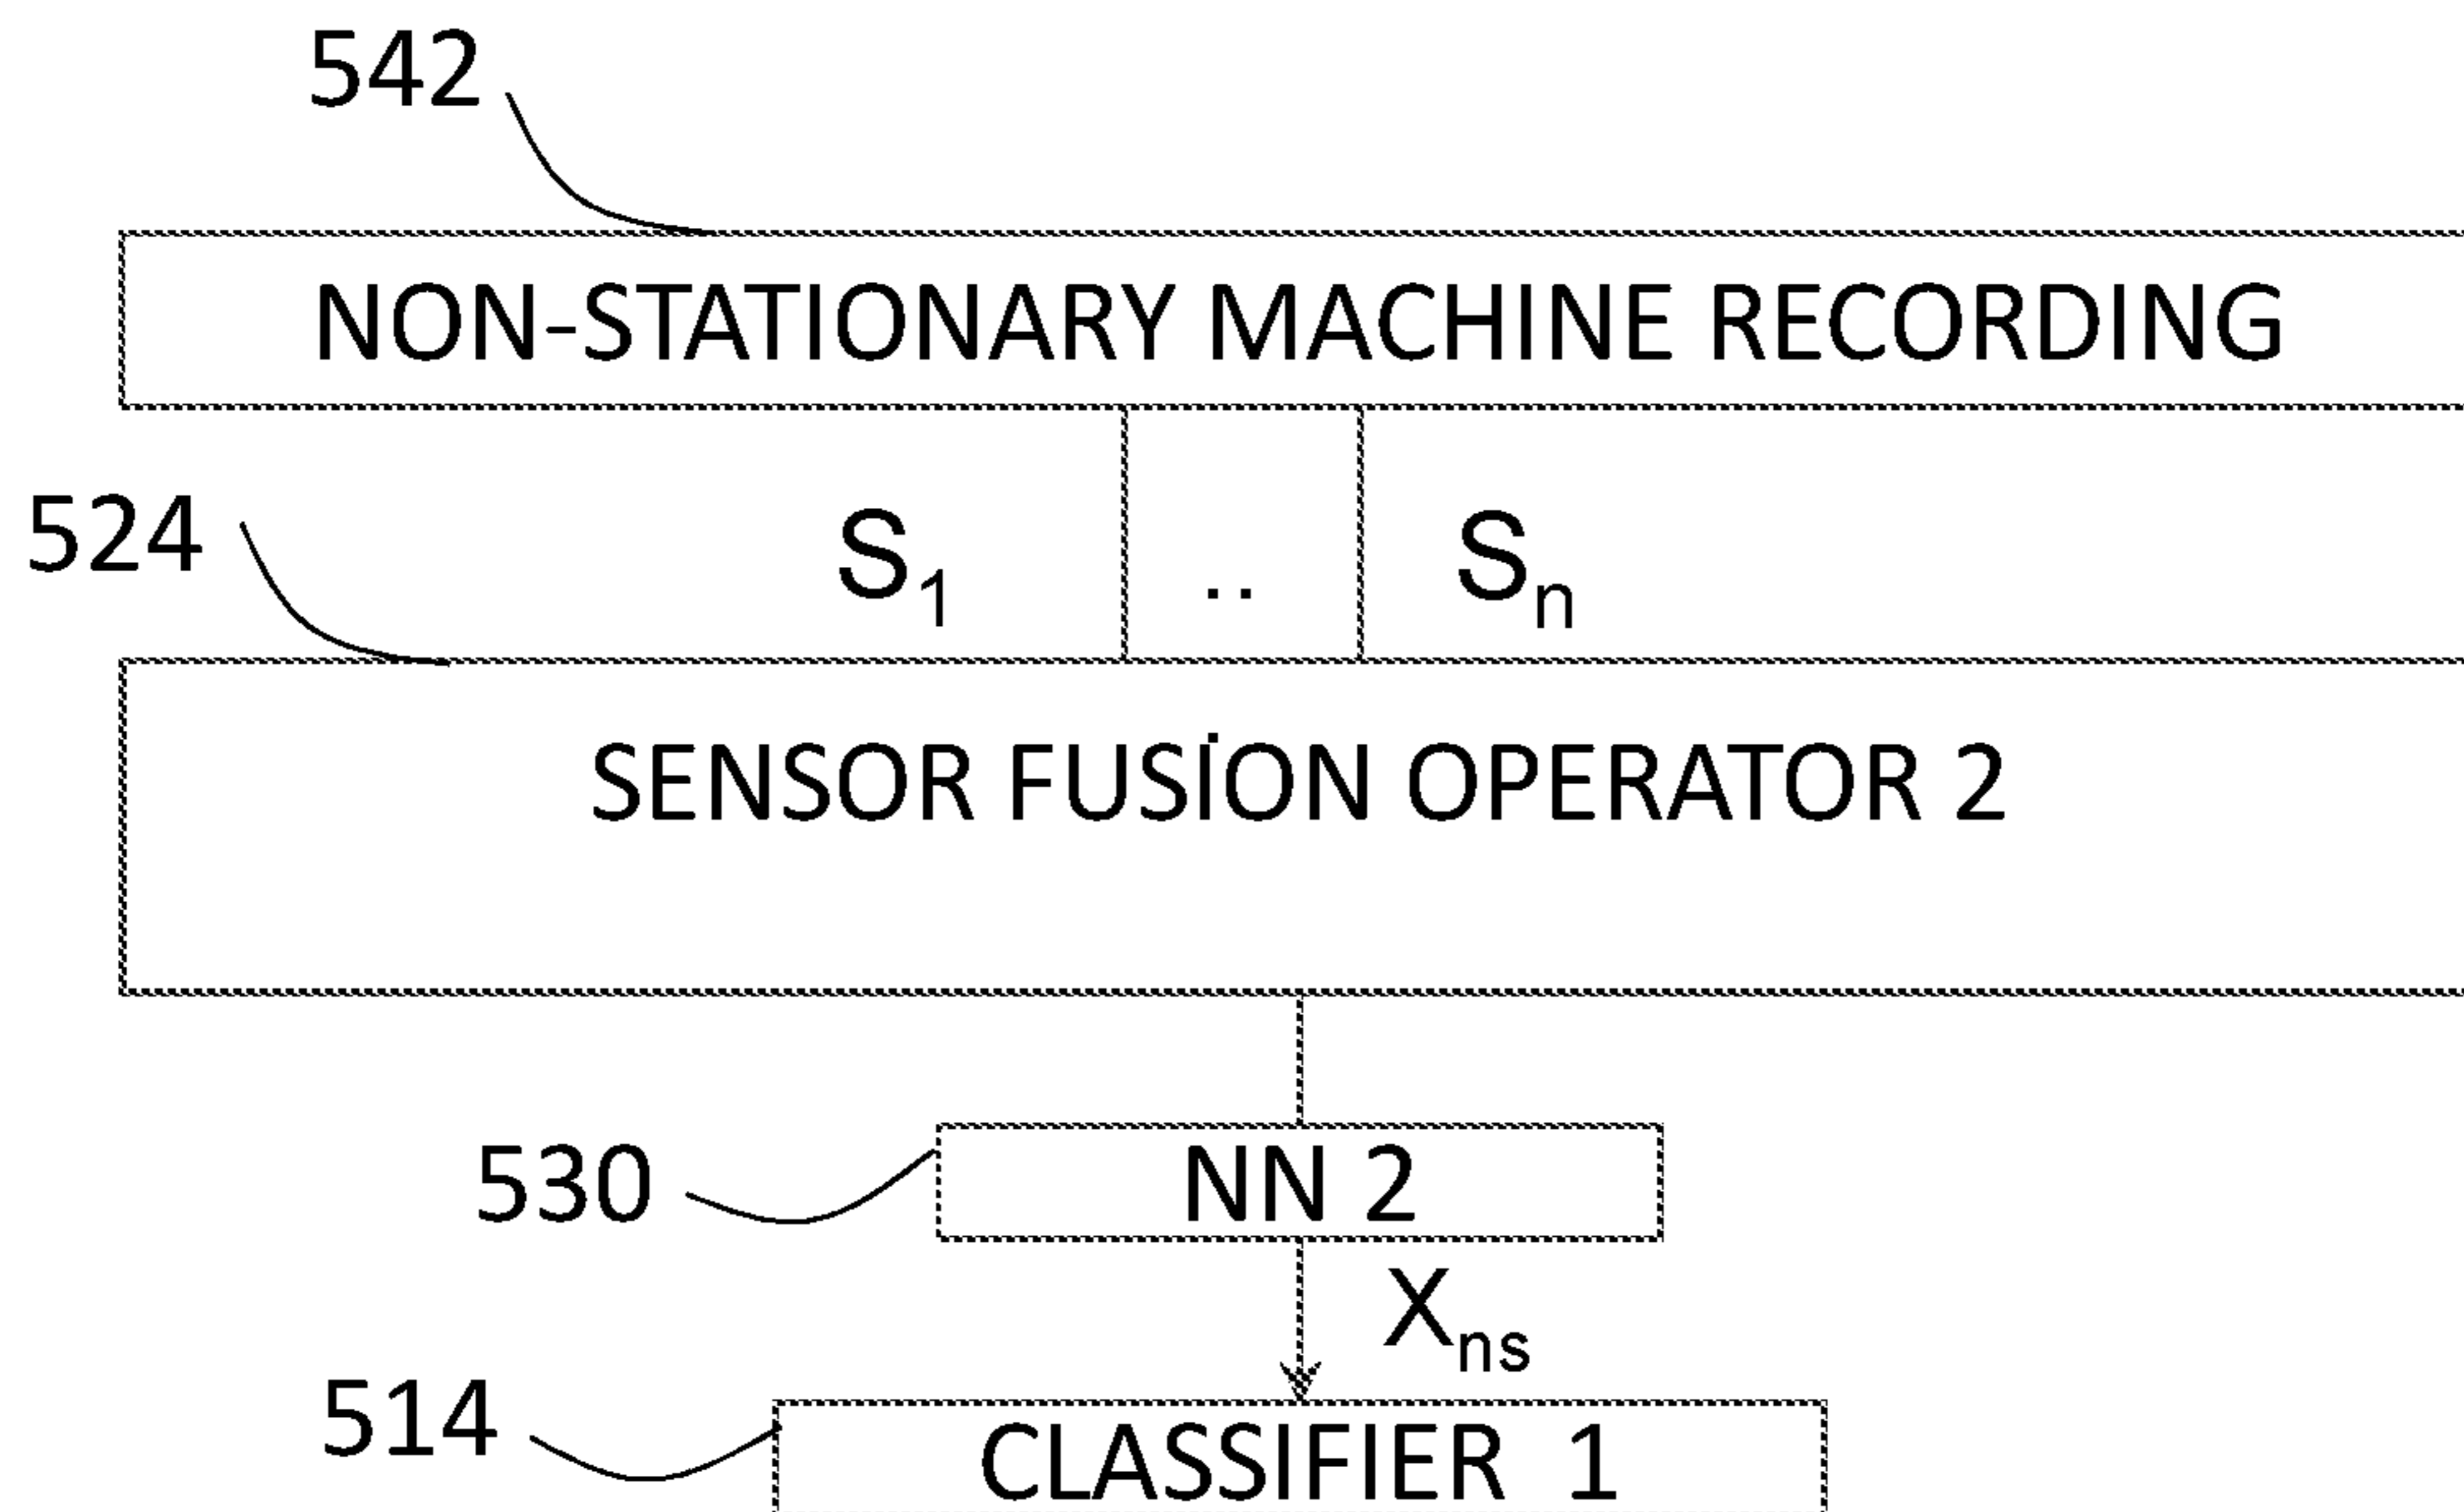 542
NON-STATIONARY MACHINE RECORDING
524
S₁ .. Sₙ
SENSOR FUSİON OPERATOR 2
530
NN 2
Xₙₛ
514
CLASSIFIER 1